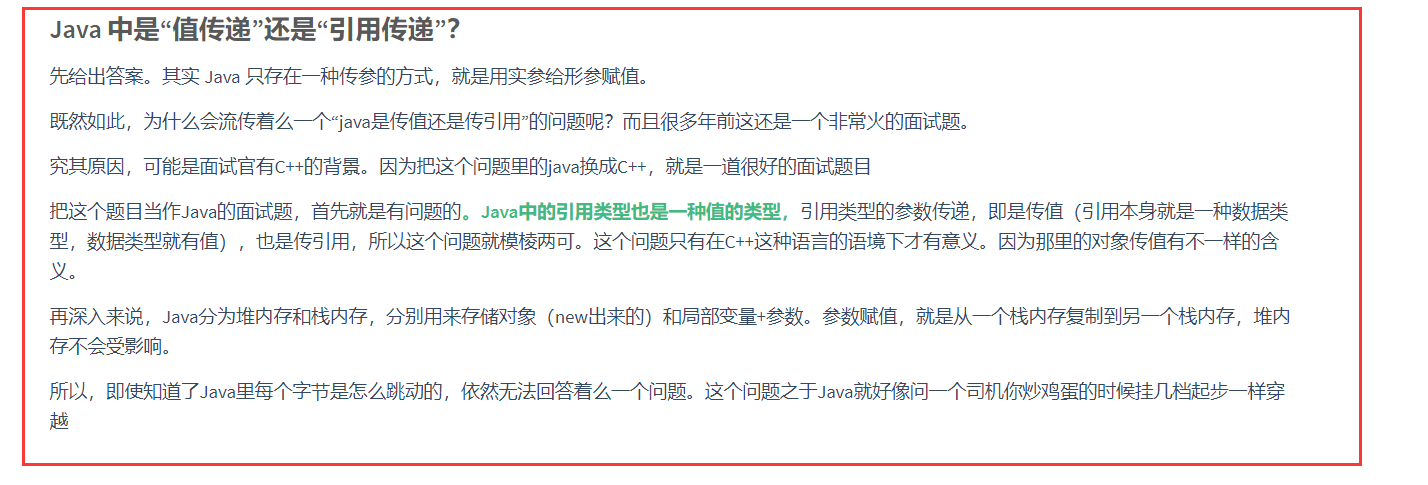 Java 中是“值传递”还是“引用传递”？
先给出答案。其实 Java 只存在一种传参的方式，就是用实参给形参赋值。
既然如此，为什么会流传着么一个“java是传值还是传引用”的问题呢？而且很多年前这还是一个非常火的面试题。
究其原因，可能是面试官有C++的背景。因为把这个问题里的java换成C++，就是一道很好的面试题目
把这个题目当作Java的面试题，首先就是有问题的。Java中的引用类型也是一种值的类型，引用类型的参数传递，即是传值（引用本身就是一种数据类
型，数据类型就有值），也是传引用，所以这个问题就模棱两可。这个问题只有在C++这种语言的语境下才有意义。因为那里的对象传值有不一样的含
义。
再深入来说，Java分为堆内存和栈内存，分别用来存储对象（new出来的）和局部变量+参数。参数赋值，就是从一个栈内存复制到另一个栈内存，堆内
存不会受影响。
所以，即使知道了Java里每个字节是怎么跳动的，依然无法回答着么一个问题。这个问题之于Java就好像问一个司机你炒鸡蛋的时候挂几档起步一样穿
越